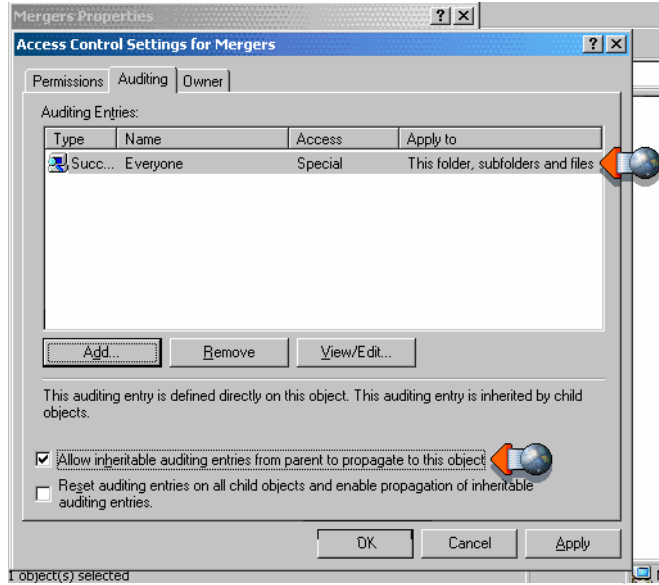 Mergers Properties
Access Control Settings for Mergers
Permissions Auditing Owner
Auditing Entries:
Type Name Access Apply to
Succ... Everyone Special This folder, subfolders and files
Add... Remove View/Edit...
This auditing entry is defined directly on this object. This auditing entry is inherited by child
objects.
Allow inheritable auditing entries from parent to propagate to this object
Reset auditing entries on all child objects and enable propagation of inheritable
auditing entries.
OK Cancel Apply
1 object(s) selected